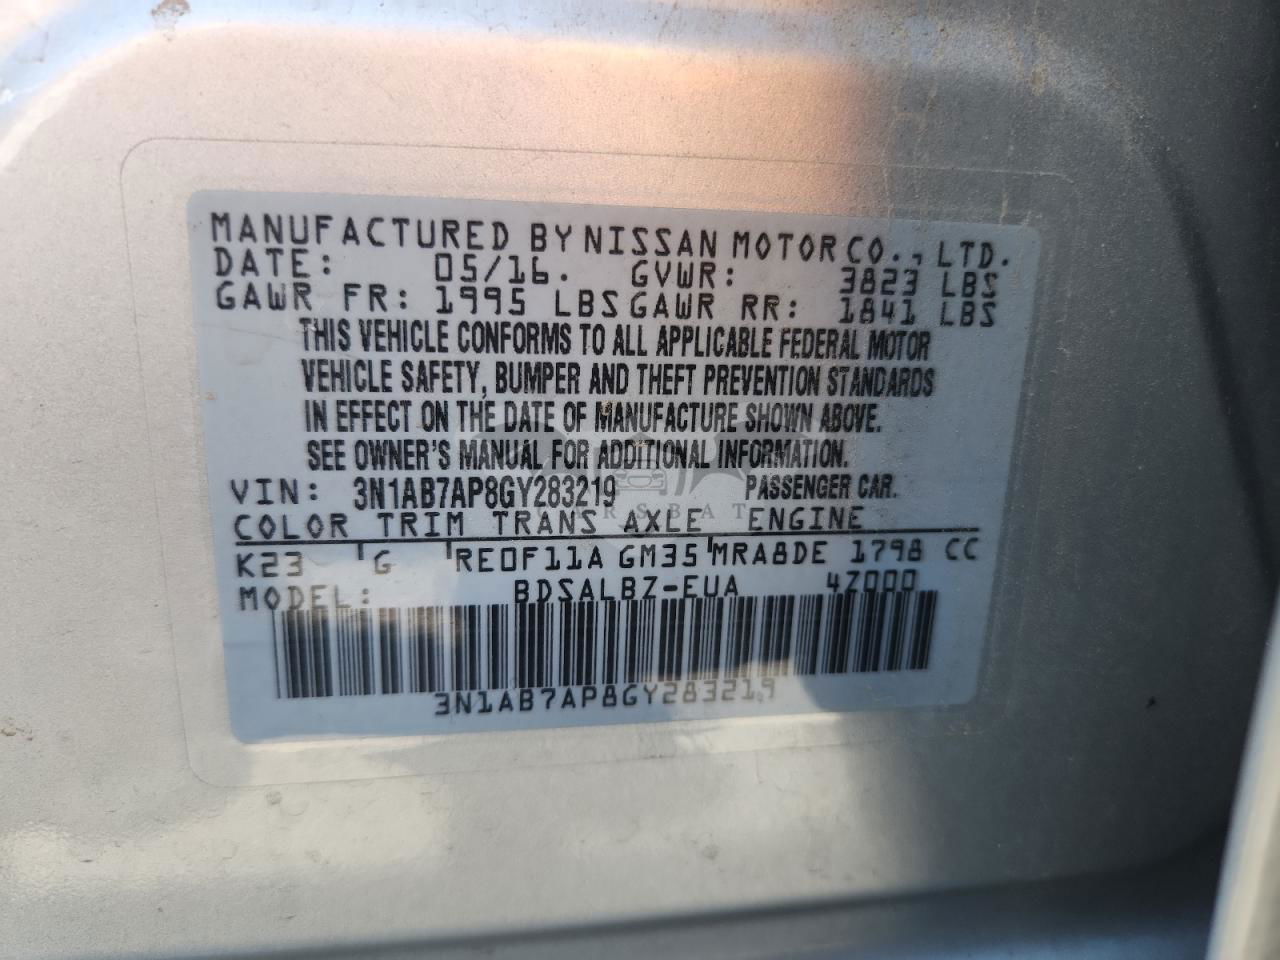 MANUFACTURED BY NISSAN MOTOR CO., LTD.
DATE: 05/16. GVWR: 3823 LBS
GAWR FR: 1995 LBS GAWR RR: 1841 LBS
THIS VEHICLE CONFORMS TO ALL APPLICABLE FEDERAL MOTOR
VEHICLE SAFETY, BUMPER AND THEFT PREVENTION STANDARDS
IN EFFECT ON THE DATE OF MANUFACTURE SHOWN ABOVE.
SEE OWNER'S MANUAL FOR ADDITIONAL INFORMATION.
VIN: 3N1AB7AP8GY283219 PASSENGER CAR.
CARSBAT
COLOR TRIM TRANS AXLE ENGINE
K23 G RE0F11A GM35 MRA8DE 1798 CC
MODEL: BDSALBZ-EUA 4Z000
3N1AB7AP8GY283219